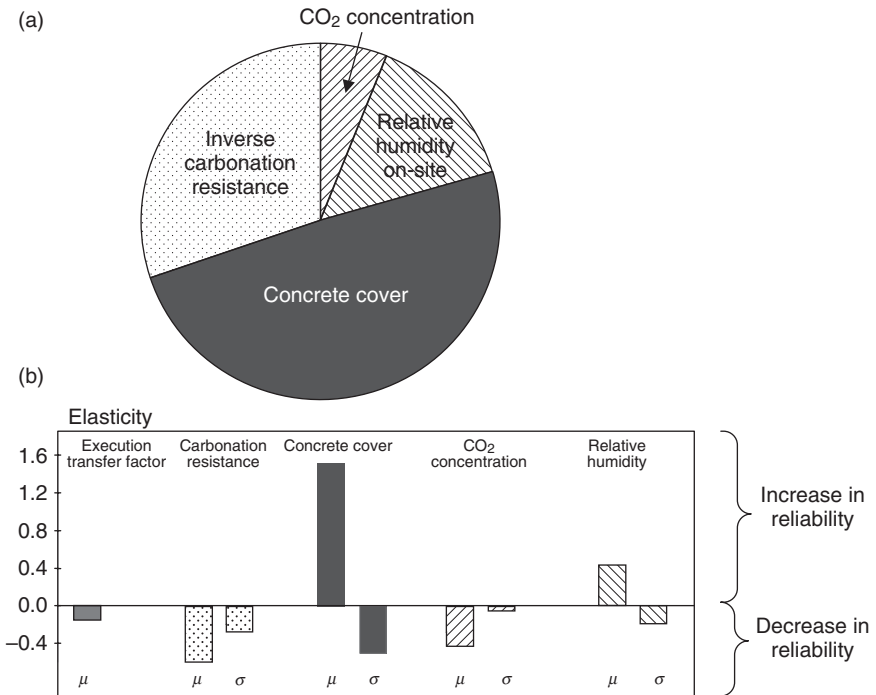 (a)
CO₂ concentration
Inverse
carbonation
resistance
Relative
humidity
on-site
Concrete cover
(b)
Elasticity
Execution
transfer factor
Carbonation
resistance
Concrete cover
CO₂
concentration
Relative
humidity
1.6
1.2
0.8
0.4
0.0
–0.4
Increase in
reliability
Decrease in
reliability
μ
μ σ
μ σ
μ σ
μ σ